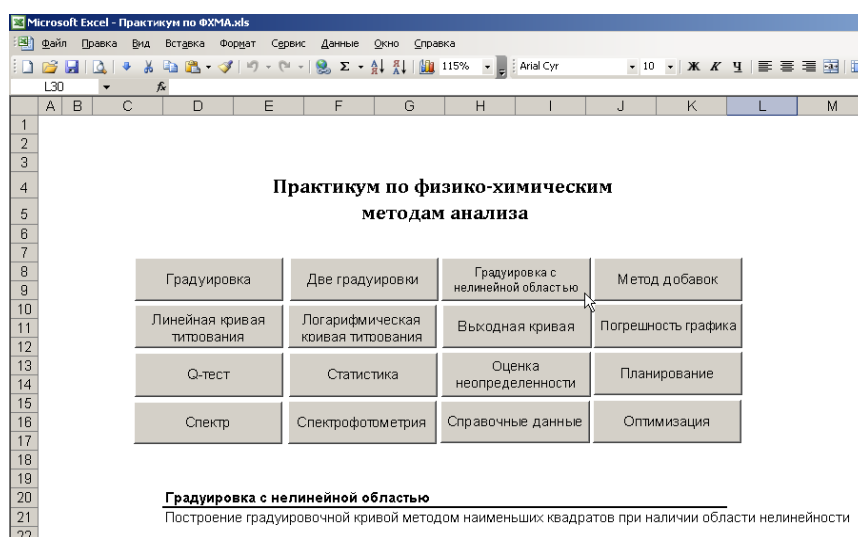 Microsoft Excel - Практикум по ФХМА.xls
Файл Правка Вид Вставка Формат Сервис Данные Окно Справка
115% Arial Cyr 10 Ж К Ч
L30 fx
A B C D E F G H I J K L M
1
2
3
4 Практикум по физико-химическим
5 методам анализа
6
7
8
9
Градуировка Две градуировки Градуировка с нелинейной областью Метод добавок
10
11
12
Линейная кривая титрования Логарифмическая кривая титрования Выходная кривая Погрешность графика
13
14
Q-тест Статистика Оценка неопределенности Планирование
15
16
17
Спектр Спектрофотометрия Справочные данные Оптимизация
18
19
20 Градуировка с нелинейной областью
21 Построение градуировочной кривой методом наименьших квадратов при наличии области нелинейности
22